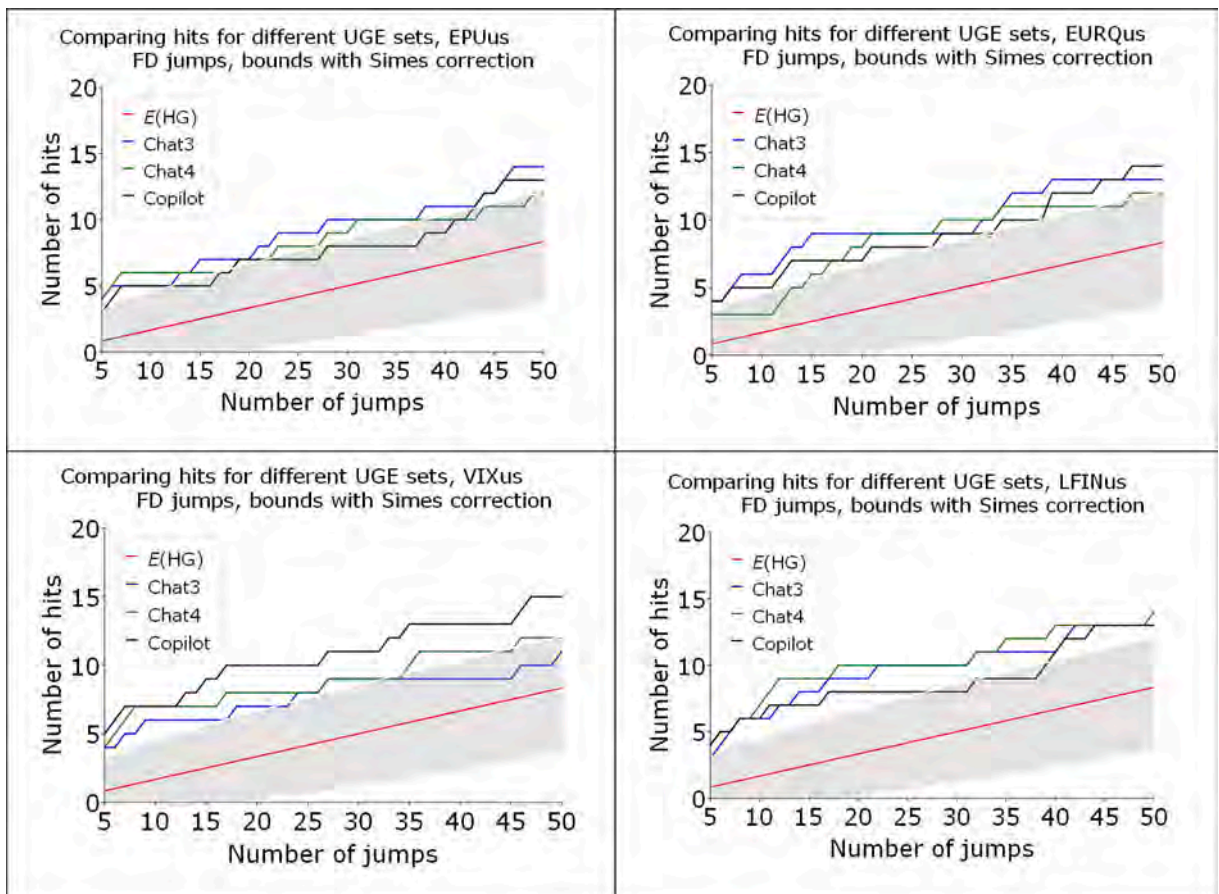 Comparing hits for different UGE sets, EPUus
FD jumps, bounds with Simes correction
20
15
10
5
0
Number of hits
E(HG)
Chat3
Chat4
Copilot
5 10 15 20 25 30 35 40 45 50
Number of jumps
Comparing hits for different UGE sets, EURQus
FD jumps, bounds with Simes correction
20
15
10
5
0
Number of hits
E(HG)
Chat3
Chat4
Copilot
5 10 15 20 25 30 35 40 45 50
Number of jumps
Comparing hits for different UGE sets, VIXus
FD jumps, bounds with Simes correction
20
15
10
5
0
Number of hits
E(HG)
Chat3
Chat4
Copilot
5 10 15 20 25 30 35 40 45 50
Number of jumps
Comparing hits for different UGE sets, LFINus
FD jumps, bounds with Simes correction
20
15
10
5
0
Number of hits
E(HG)
Chat3
Chat4
Copilot
5 10 15 20 25 30 35 40 45 50
Number of jumps